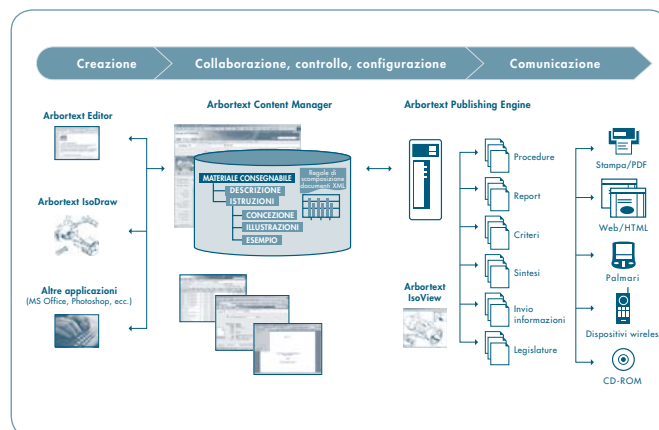 Creazione
Collaborazione, controllo, configurazione
Comunicazione
Arbortext Editor
Arbortext IsoDraw
Altre applicazioni
(MS Office, Photoshop, ecc.)
Arbortext Content Manager
MATERIALE CONSEGNABILE
DESCRIZIONE
ISTRUZIONI
CONCEZIONE
ILLUSTRAZIONI
ESEMPIO
Regole di
scomposizione
documenti XML
Arbortext Publishing Engine
Arbortext
IsoView
Procedure
Report
Criteri
Sintesi
Invio
informazioni
Legislature
Stampa/PDF
Web/HTML
Palmari
Dispositivi wireles
CD-ROM